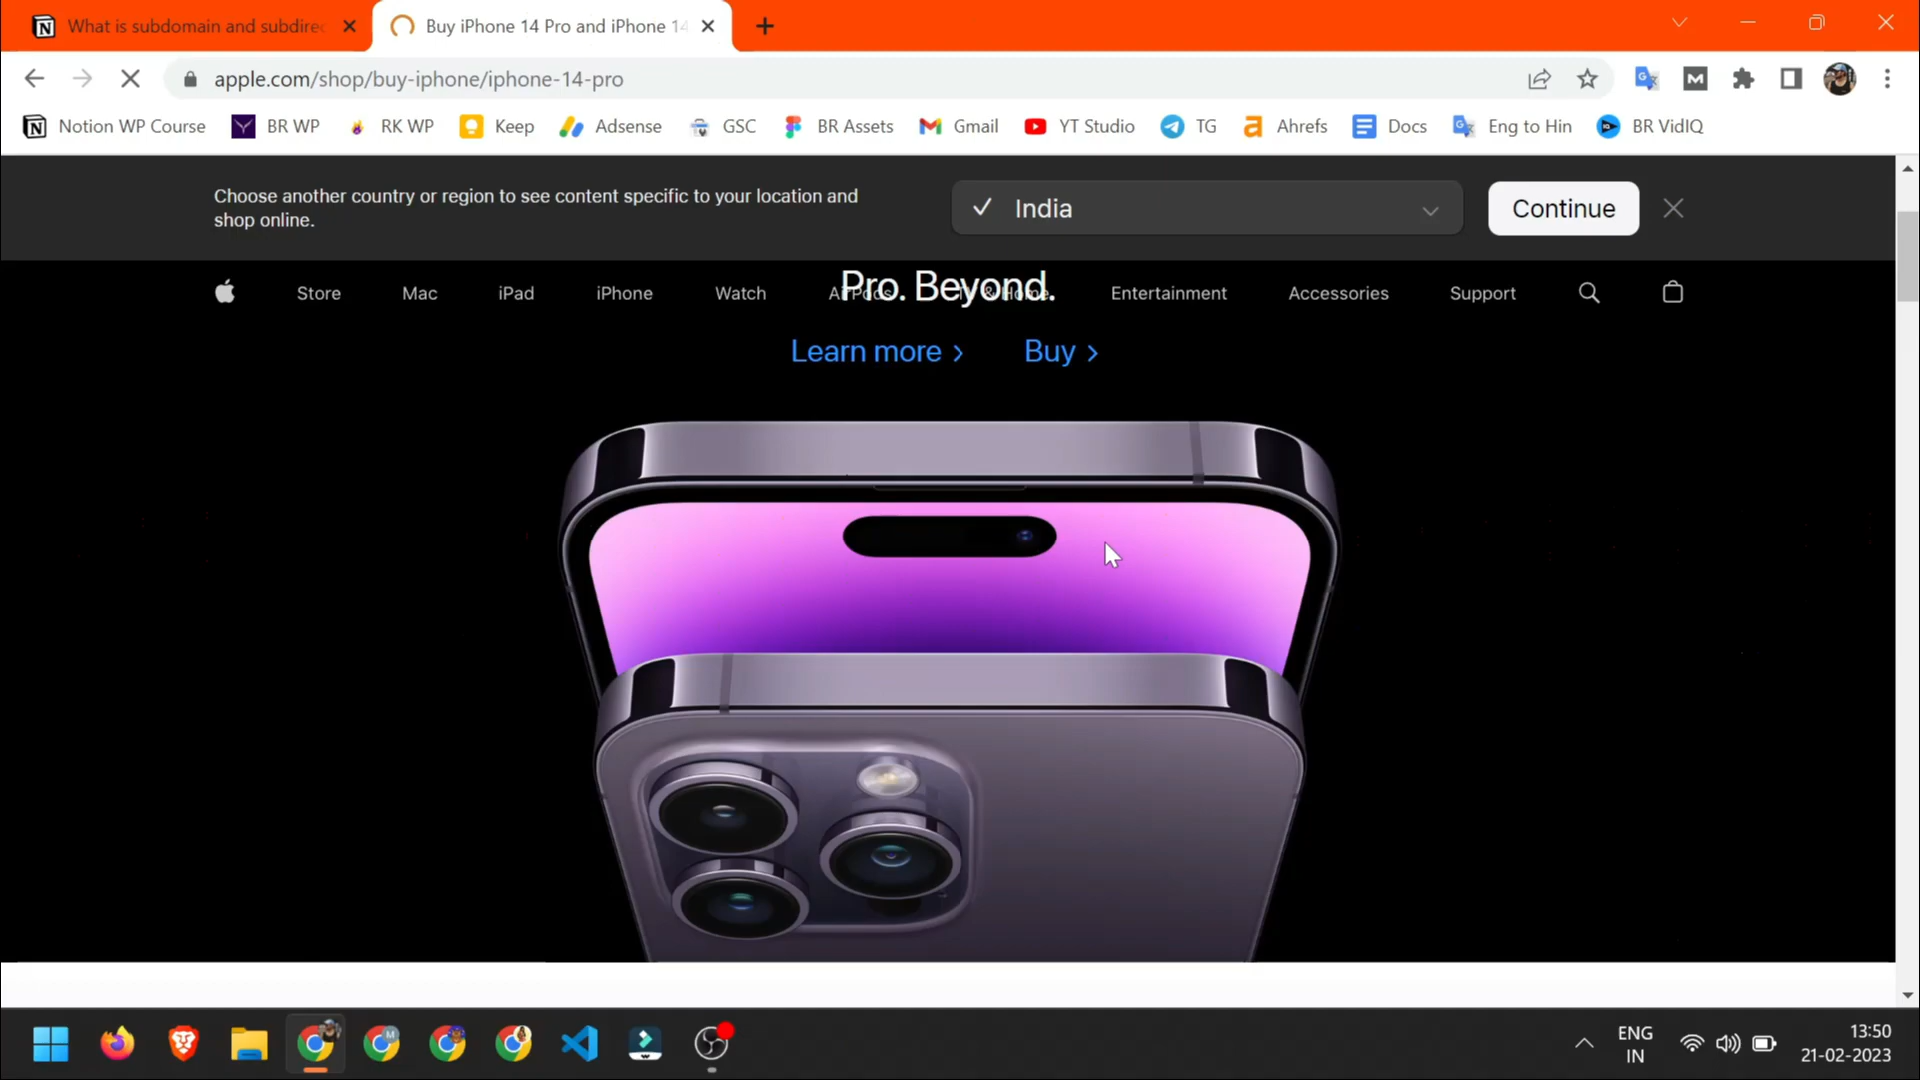 What is subdomain and subdire
Buy iPhone 14 Pro and iPhone 14
apple.com/shop/buy-iphone/iphone-14-pro
Notion WP Course
BR WP
RK WP
Keep
Adsense
GSC
BR Assets
Gmail
YT Studio
TG
Ahrefs
Docs
Eng to Hin
BR VidIQ
Choose another country or region to see content specific to your location and
shop online.
India
Continue
Store
Mac
iPad
iPhone
Watch
AirPods
Pro. Beyond.
TV & Home
Entertainment
Accessories
Support
Learn more >
Buy >
ENG
IN
13:50
21-02-2023